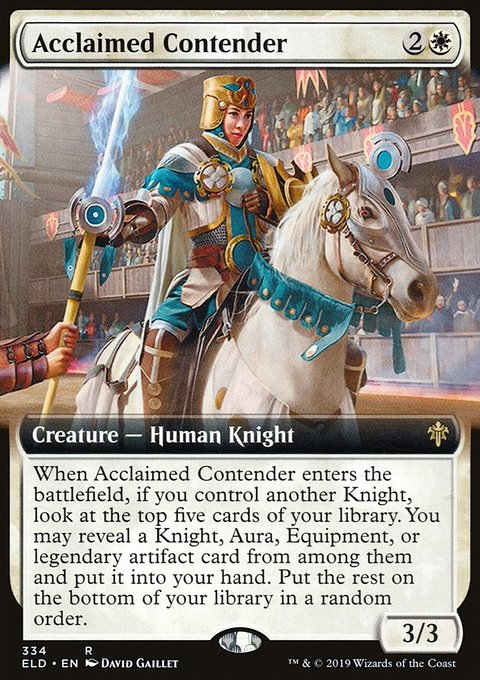 Acclaimed Contender 2
Creature — Human Knight
When Acclaimed Contender enters the
battlefield, if you control another Knight,
look at the top five cards of your library. You
may reveal a Knight, Aura, Equipment, or
legendary artifact card from among them
and put it into your hand. Put the rest on
the bottom of your library in a random
order.
3/3
334 R
ELD • EN DAVID GAILLET
™ & © 2019 Wizards of the Coast